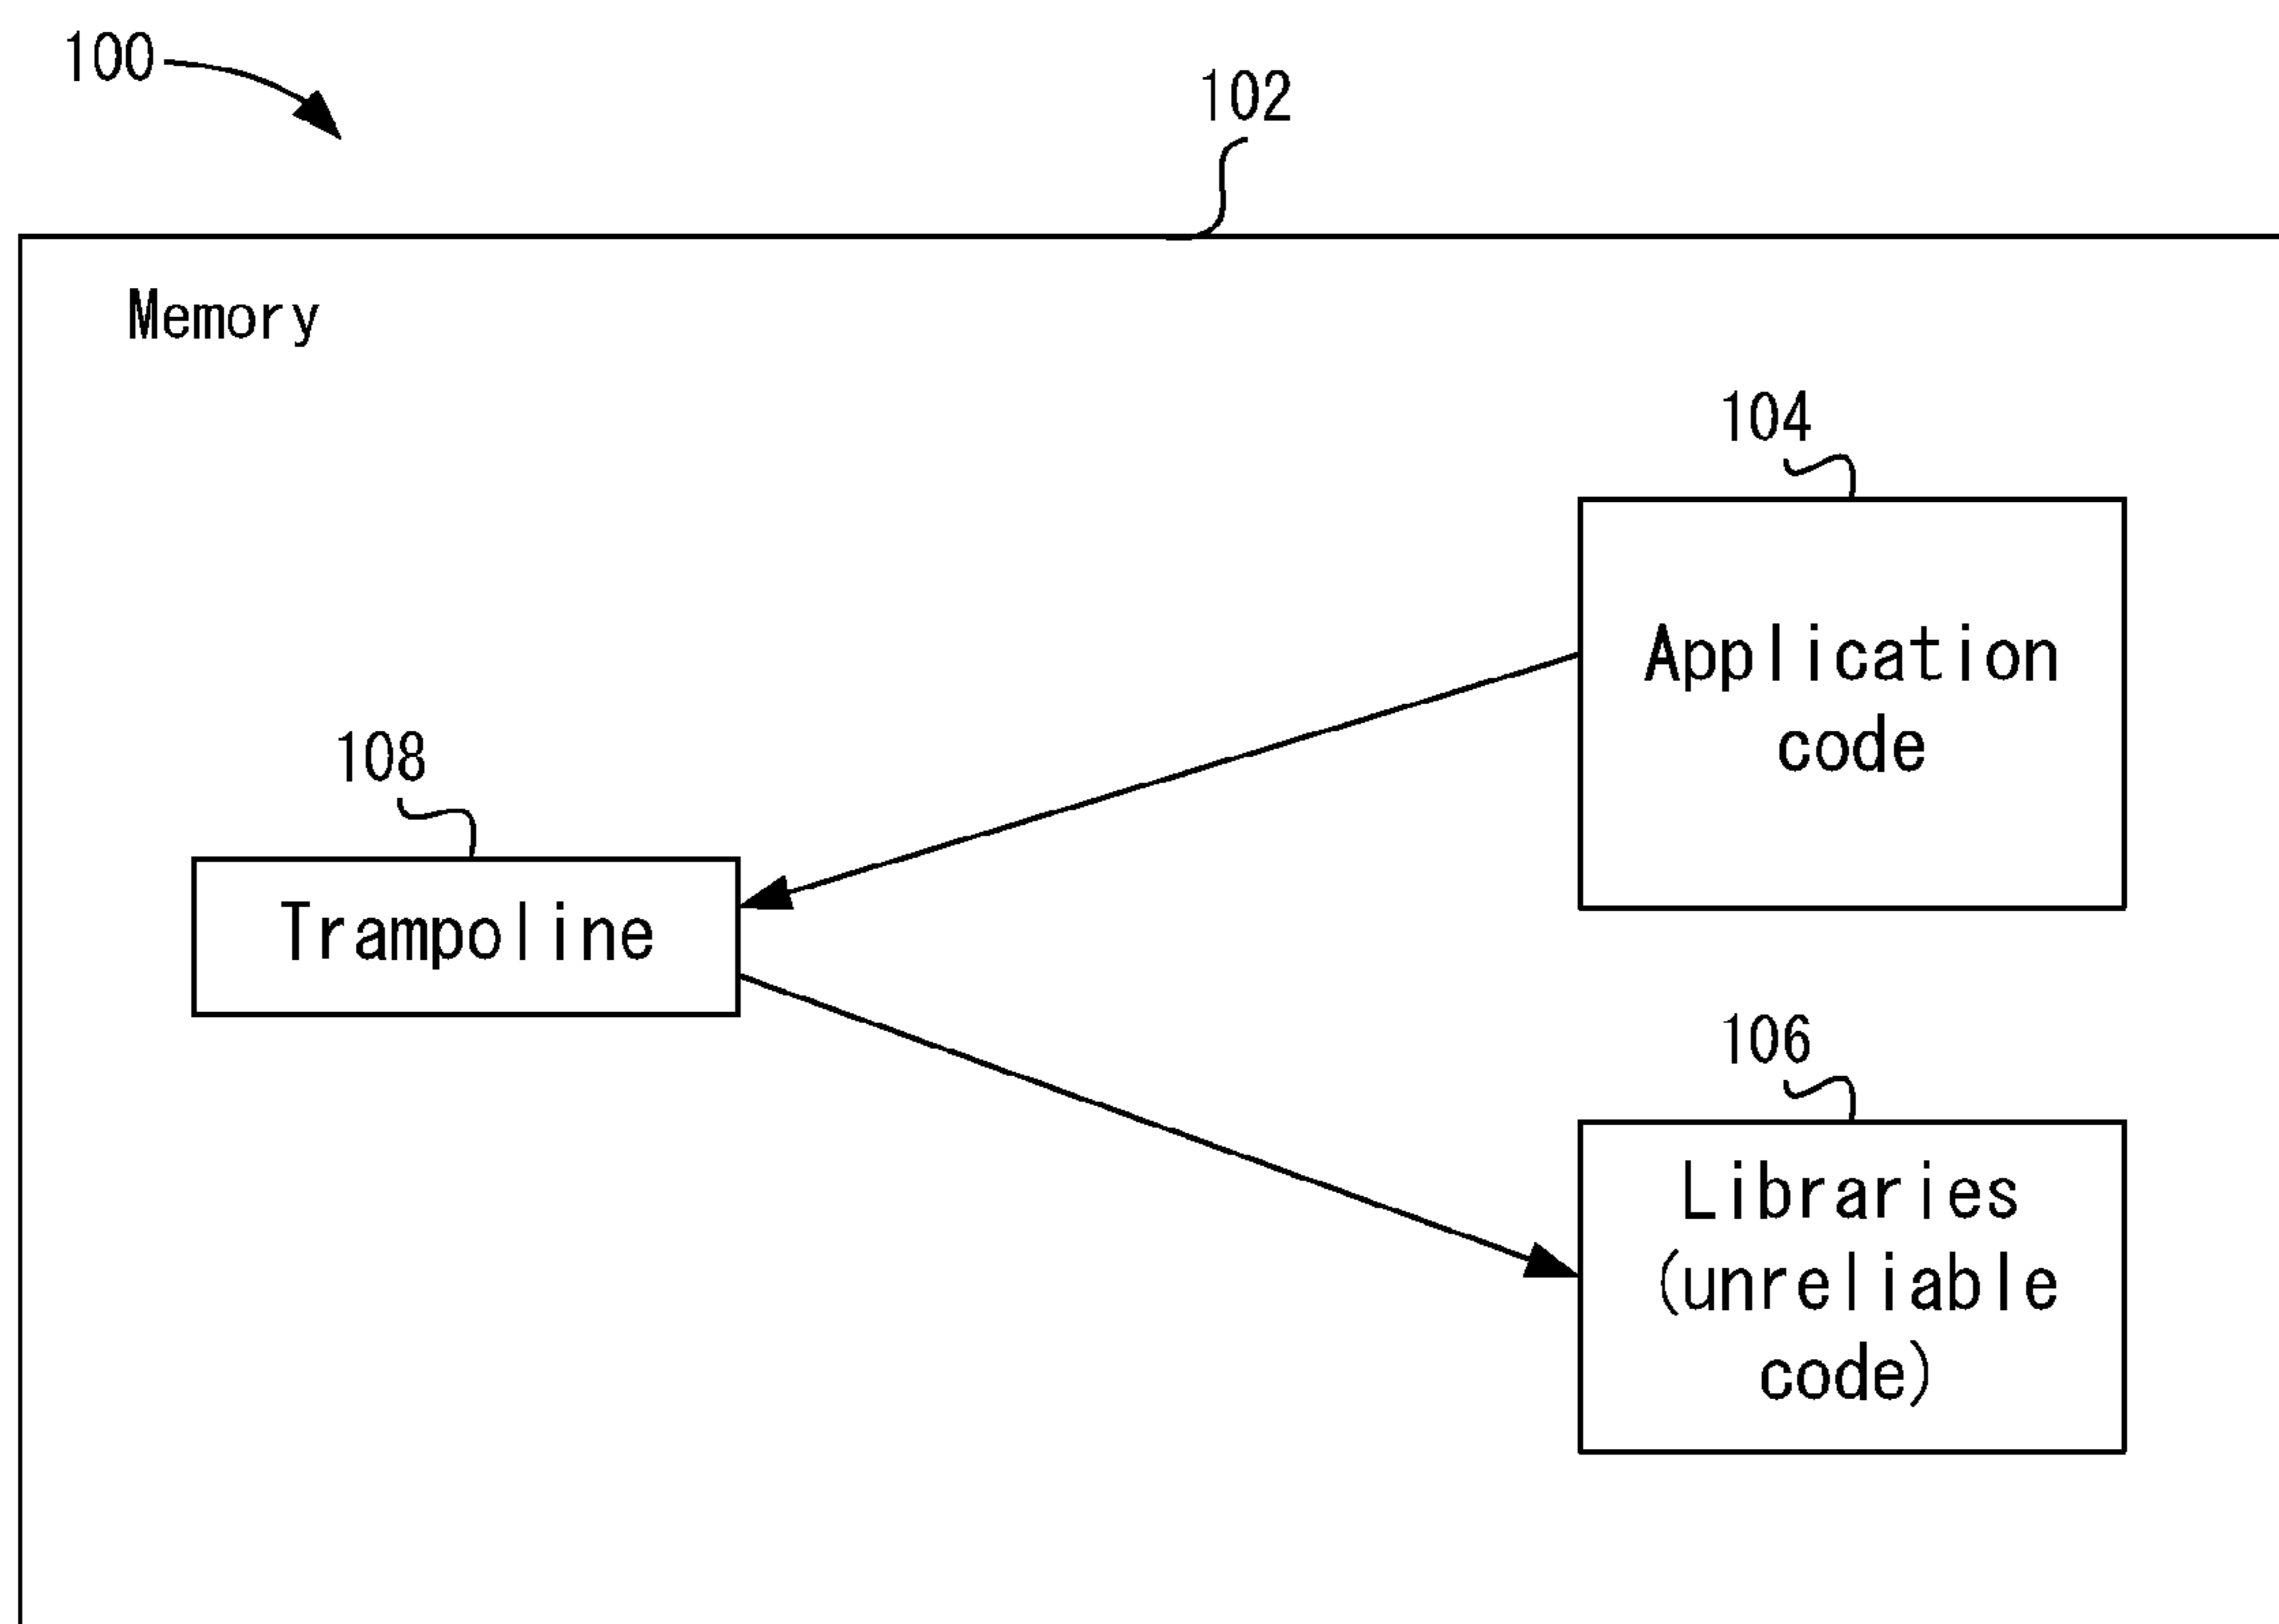 100
102
Memory
104
Application
code
108
Trampoline
106
Libraries
(unreliable
code)